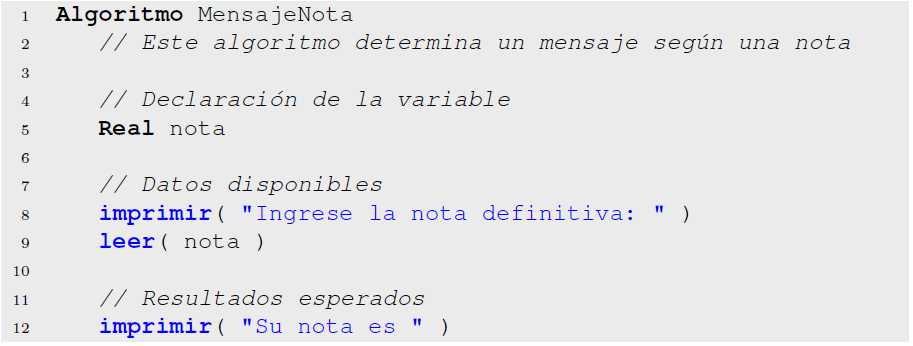 1 Algoritmo MensajeNota
2 // Este algoritmo determina un mensaje según una nota
3
4 // Declaración de la variable
5 Real nota
6
7 // Datos disponibles
8 imprimir( "Ingrese la nota definitiva: " )
9 leer( nota )
10
11 // Resultados esperados
12 imprimir( "Su nota es " )